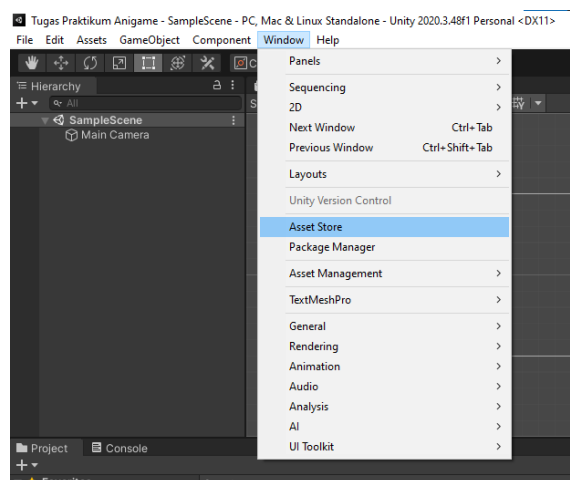 Tugas Praktikum Anigame - SampleScene - PC, Mac & Linux Standalone - Unity 2020.3.48f1 Personal <DX11>
File Edit Assets GameObject Component Window Help
Hierarchy
All
SampleScene
Main Camera
Panels
Sequencing
2D
Next Window Ctrl+Tab
Previous Window Ctrl+Shift+Tab
Layouts
Unity Version Control
Asset Store
Package Manager
Asset Management
TextMeshPro
General
Rendering
Animation
Audio
Analysis
AI
UI Toolkit
Project Console